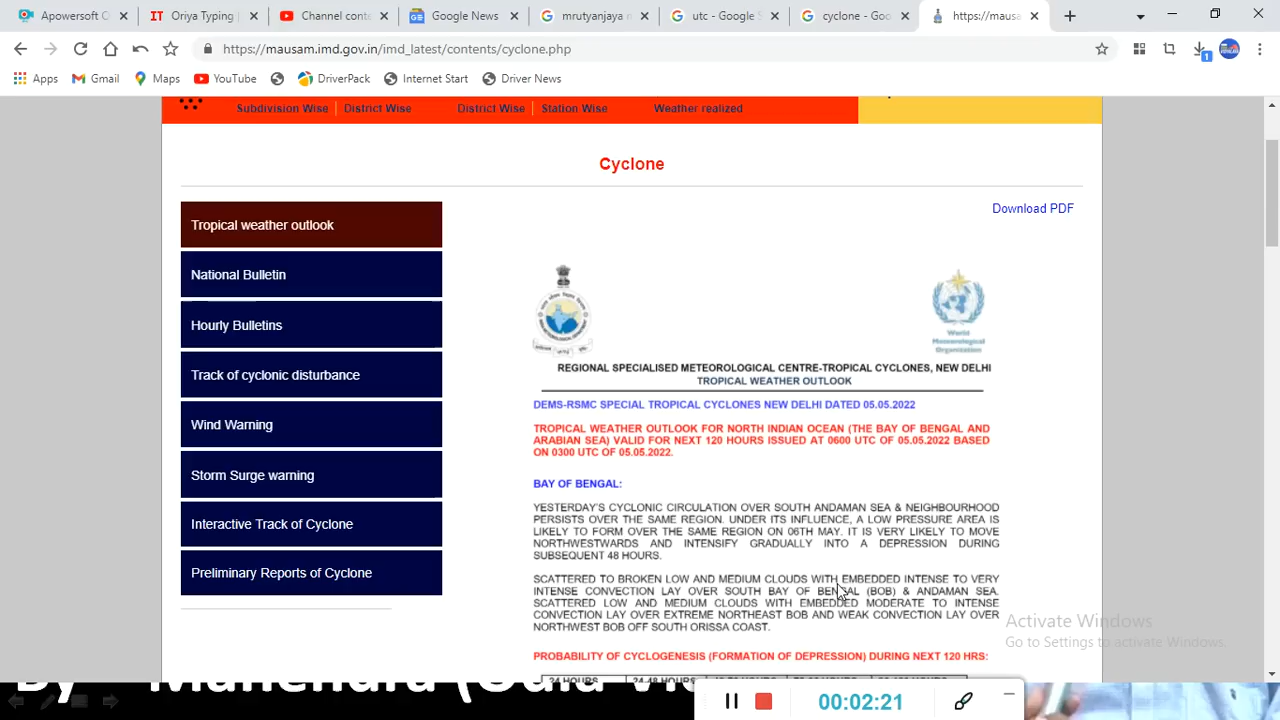 Apowersoft C
Oriya Typing
Channel conte
Google News
mrutyanjaya n
utc - Google S
cyclone - Goo
https://mausa
https://mausam.imd.gov.in/imd_latest/contents/cyclone.php
1
Apps
Gmail
Maps
YouTube
DriverPack
Internet Start
Driver News
Subdivision Wise District Wise District Wise Station Wise Weather realized
Cyclone
Download PDF
Tropical weather outlook
National Bulletin
Hourly Bulletins
Track of cyclonic disturbance
Wind Warning
Storm Surge warning
Interactive Track of Cyclone
Preliminary Reports of Cyclone
World
Meteorological
Organization
REGIONAL SPECIALISED METEOROLOGICAL CENTRE-TROPICAL CYCLONES, NEW DELHI
TROPICAL WEATHER OUTLOOK
DEMS-RSMC SPECIAL TROPICAL CYCLONES NEW DELHI DATED 05.05.2022
TROPICAL WEATHER OUTLOOK FOR NORTH INDIAN OCEAN (THE BAY OF BENGAL AND
ARABIAN SEA) VALID FOR NEXT 120 HOURS ISSUED AT 0600 UTC OF 05.05.2022 BASED
ON 0300 UTC OF 05.05.2022.
BAY OF BENGAL:
YESTERDAY'S CYCLONIC CIRCULATION OVER SOUTH ANDAMAN SEA & NEIGHBOURHOOD
PERSISTS OVER THE SAME REGION. UNDER ITS INFLUENCE, A LOW PRESSURE AREA IS
LIKELY TO FORM OVER THE SAME REGION ON 06TH MAY. IT IS VERY LIKELY TO MOVE
NORTHWESTWARDS AND INTENSIFY GRADUALLY INTO A DEPRESSION DURING
SUBSEQUENT 48 HOURS.
SCATTERED TO BROKEN LOW AND MEDIUM CLOUDS WITH EMBEDDED INTENSE TO VERY
INTENSE CONVECTION LAY OVER SOUTH BAY OF BENGAL (BOB) & ANDAMAN SEA.
SCATTERED LOW AND MEDIUM CLOUDS WITH EMBEDDED MODERATE TO INTENSE
CONVECTION LAY OVER EXTREME NORTHEAST BOB AND WEAK CONVECTION LAY OVER
NORTHWEST BOB OFF SOUTH ORISSA COAST.
PROBABILITY OF CYCLOGENESIS (FORMATION OF DEPRESSION) DURING NEXT 120 HRS:
24 HOURS 24-48 HOURS
Activate Windows
Go to Settings to activate Windows.
By - Mahendra (Odia
00:02:21